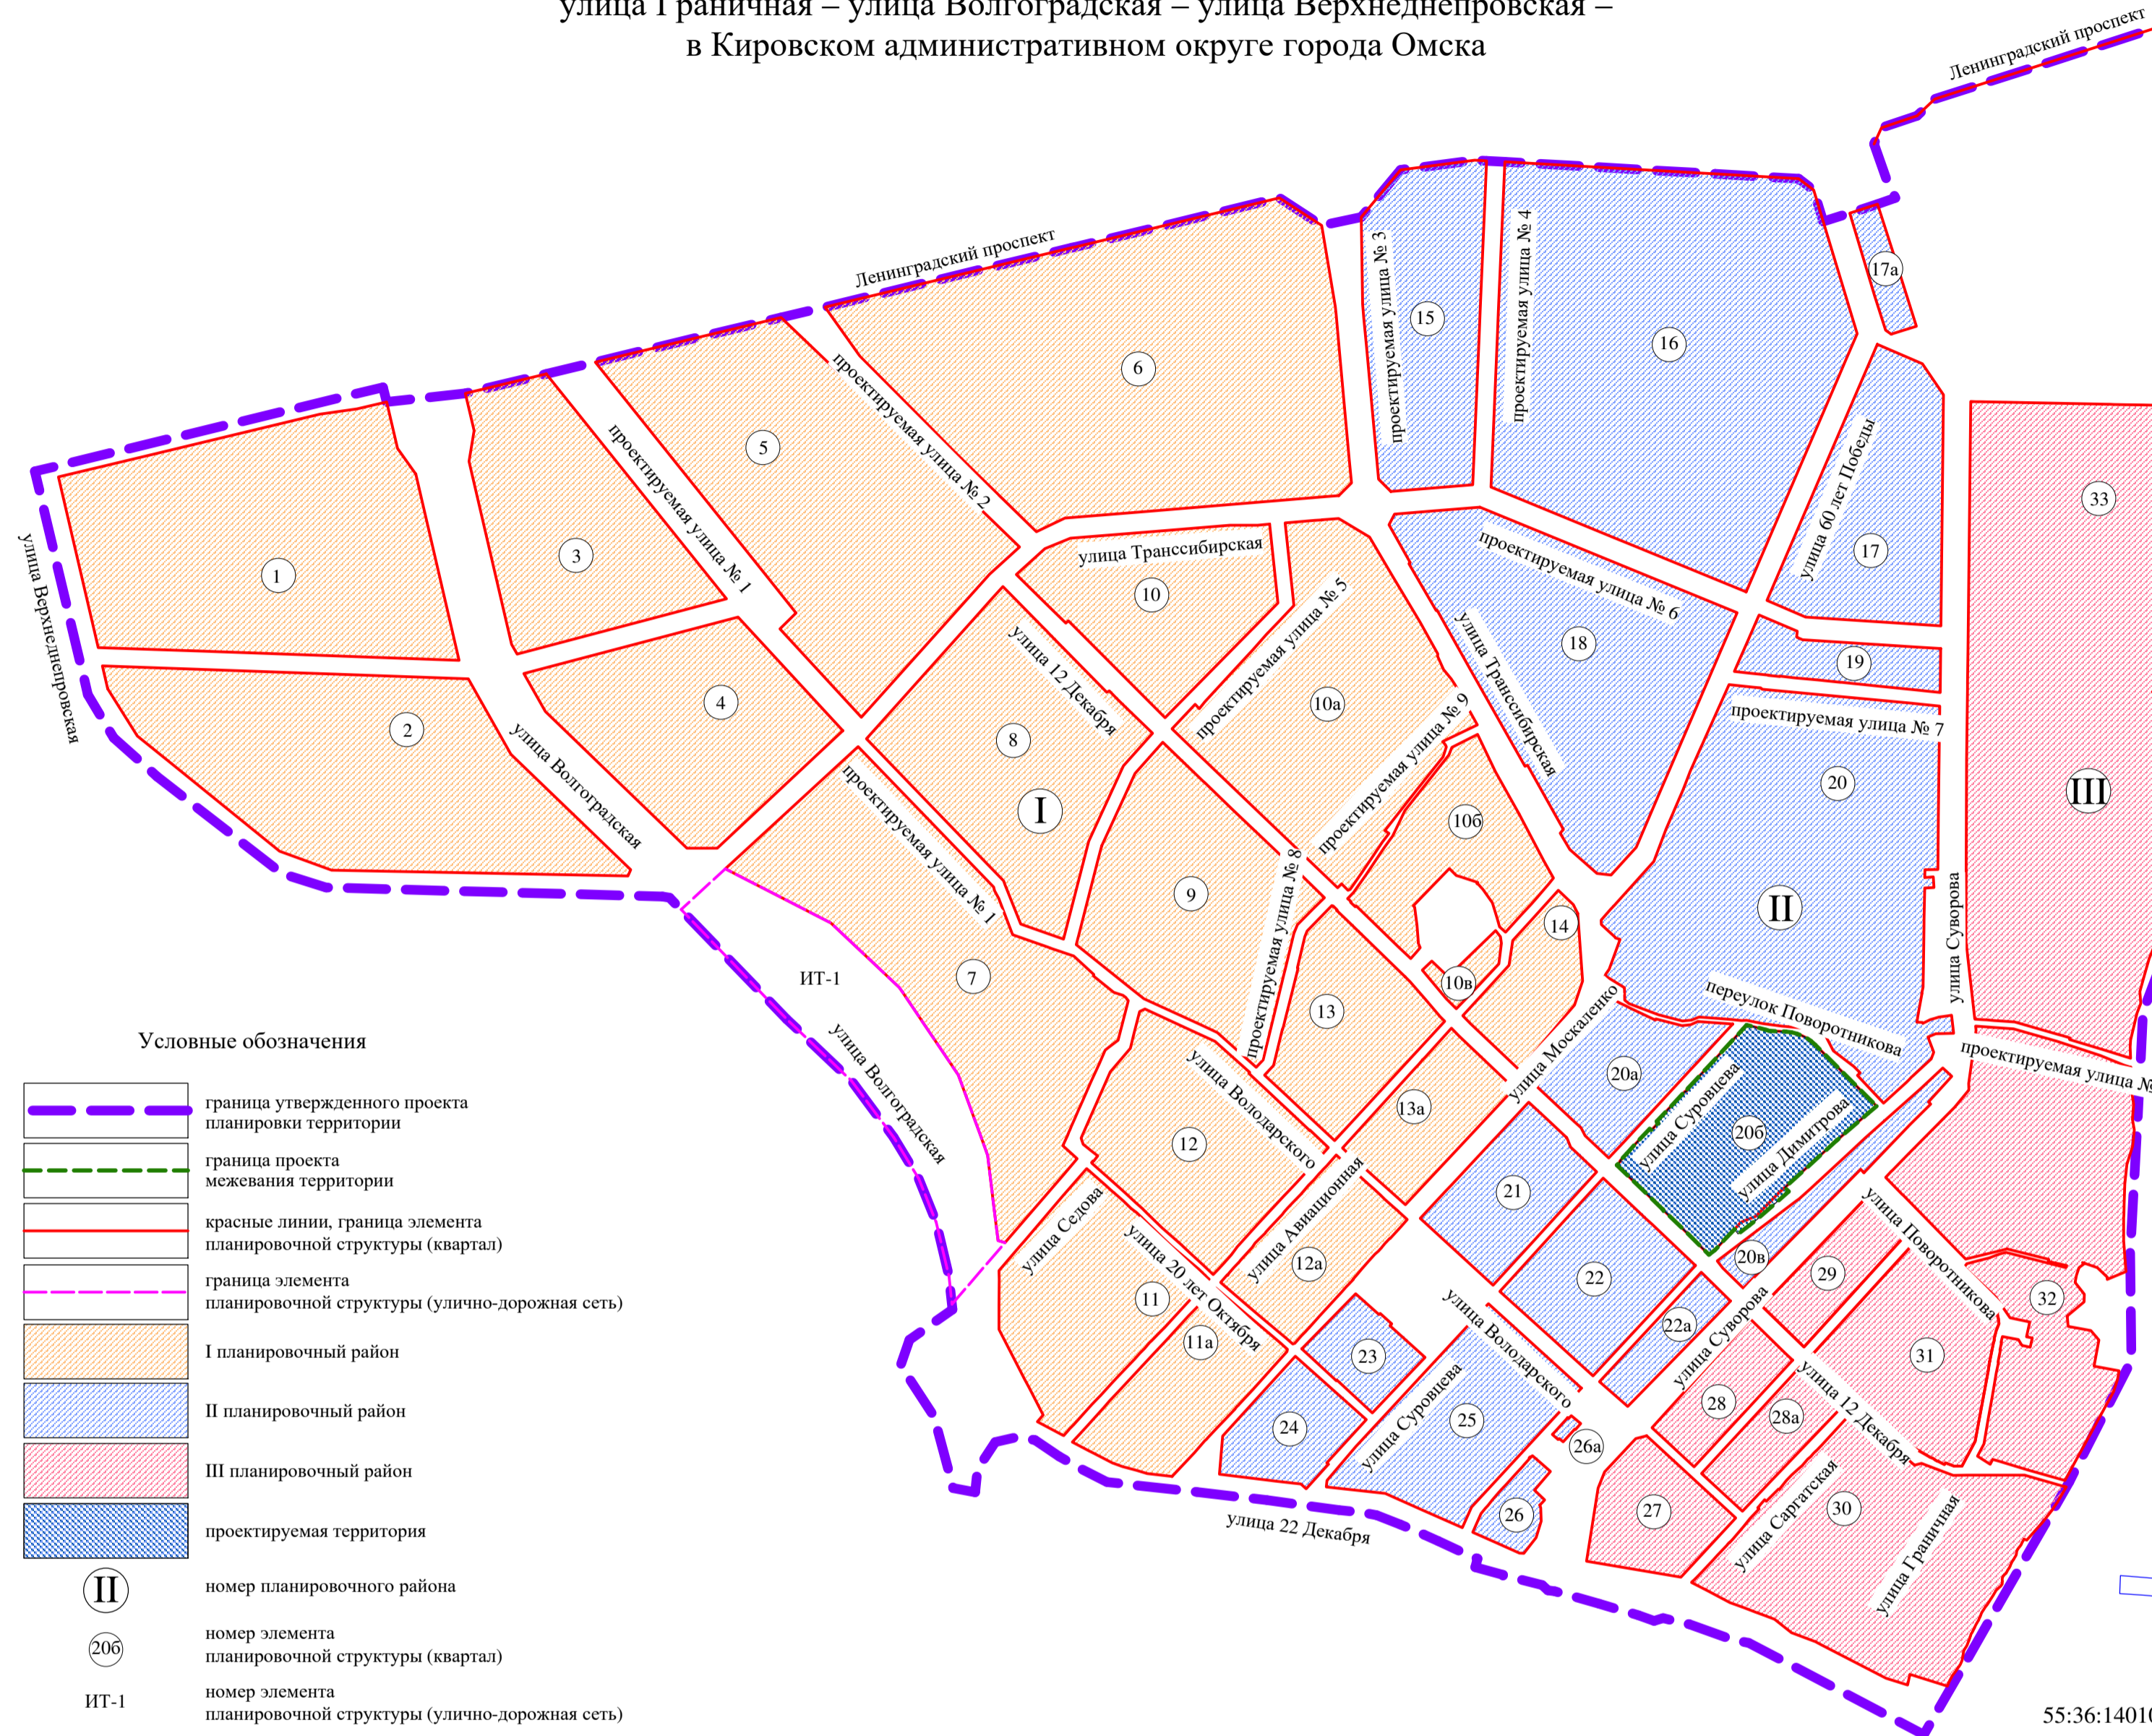 улица Граничная – улица Волгоградская – улица Верхнеднепровская –
в Кировском административном округе города Омска
Ленинградский проспект
Ленинградский проспект
17а
проектируемая улица № 3
проектируемая улица № 4
15
16
6
проектируемая улица № 2
5
проектируемая улица № 1
33
улица 60 лет Победы
17
улица Верхнеднепровская
1
3
улица Транссибирская
10
проектируемая улица № 6
проектируемая улица № 5
18
улица Транссибирская
19
улица 12 Декабря
2
4
улица Волгоградская
8
10а
проектируемая улица № 9
проектируемая улица № 7
20
III
I
10б
проектируемая улица № 1
проектируемая улица № 8
9
14
II
улица Суворова
ИТ-1
7
10в
13
улица Москаленко
переулок Поворотникова
проектируемая улица №
улица Волгоградская
улица Володарского
20а
улица Суровцева
13а
20б
улица Димитрова
12
21
улица Седова
улица Авиационная
улица Поворотникова
20в
12а
22
29
11
улица 20 лет Октября
32
улица Володарского
22а
улица Суворова
11а
23
31
улица Суровцева
улица 12 Декабря
24
25
28
28а
26а
26
27
улица Саргатская
30
улица Граничная
улица 22 Декабря
Условные обозначения
граница утвержденного проекта
планировки территории
граница проекта
межевания территории
красные линии, граница элемента
планировочной структуры (квартал)
граница элемента
планировочной структуры (улично-дорожная сеть)
I планировочный район
II планировочный район
III планировочный район
проектируемая территория
II
номер планировочного района
20б
номер элемента
планировочной структуры (квартал)
ИТ-1
номер элемента
планировочной структуры (улично-дорожная сеть)